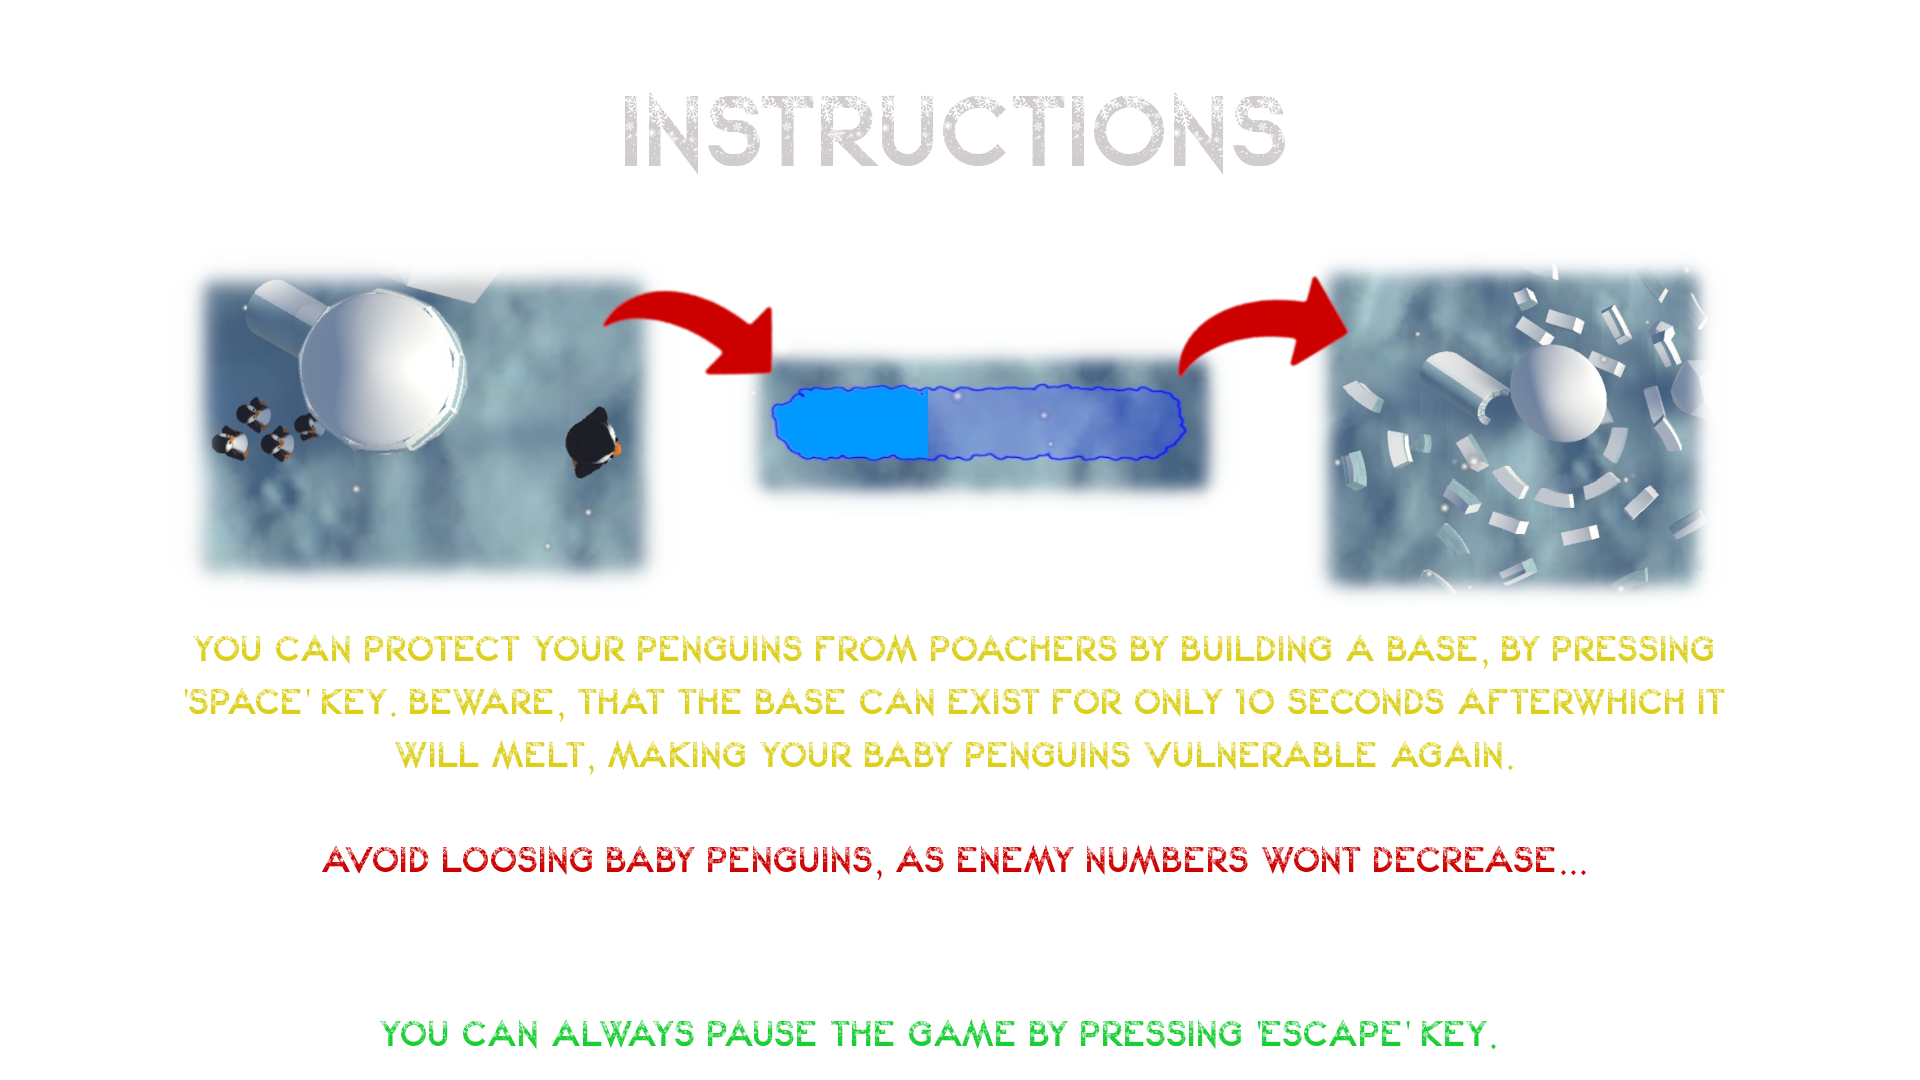 INSTRUCTIONS
YOU CAN PROTECT YOUR PENGUINS FROM POACHERS BY BUILDING A BASE, BY PRESSING
'SPACE' KEY. BEWARE, THAT THE BASE CAN EXIST FOR ONLY 10 SECONDS AFTERWHICH IT
WILL MELT, MAKING YOUR BABY PENGUINS VULNERABLE AGAIN.
AVOID LOOSING BABY PENGUINS, AS ENEMY NUMBERS WONT DECREASE...
YOU CAN ALWAYS PAUSE THE GAME BY PRESSING 'ESCAPE' KEY.